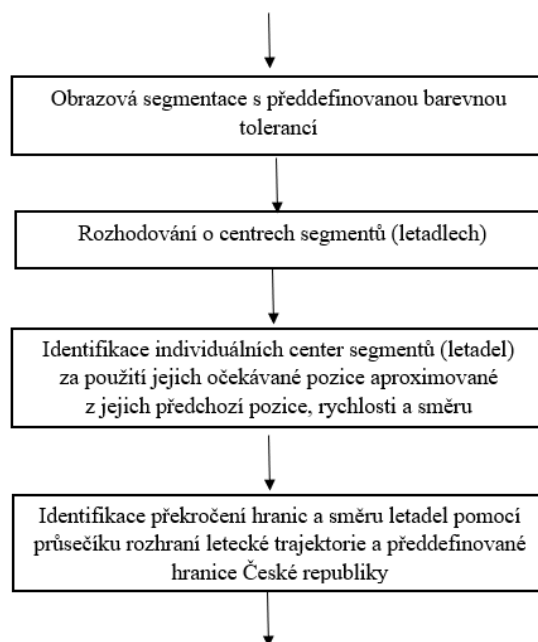 Obrazová segmentace s předdefinovanou barevnou
tolerancí
Rozhodování o centrech segmentů (letadlech)
Identifikace individuálních center segmentů (letadel)
za použití jejich očekávané pozice aproximované
z jejich předchozí pozice, rychlosti a směru
Identifikace překročení hranic a směru letadel pomocí
průsečíku rozhraní letecké trajektorie a předdefinované
hranice České republiky